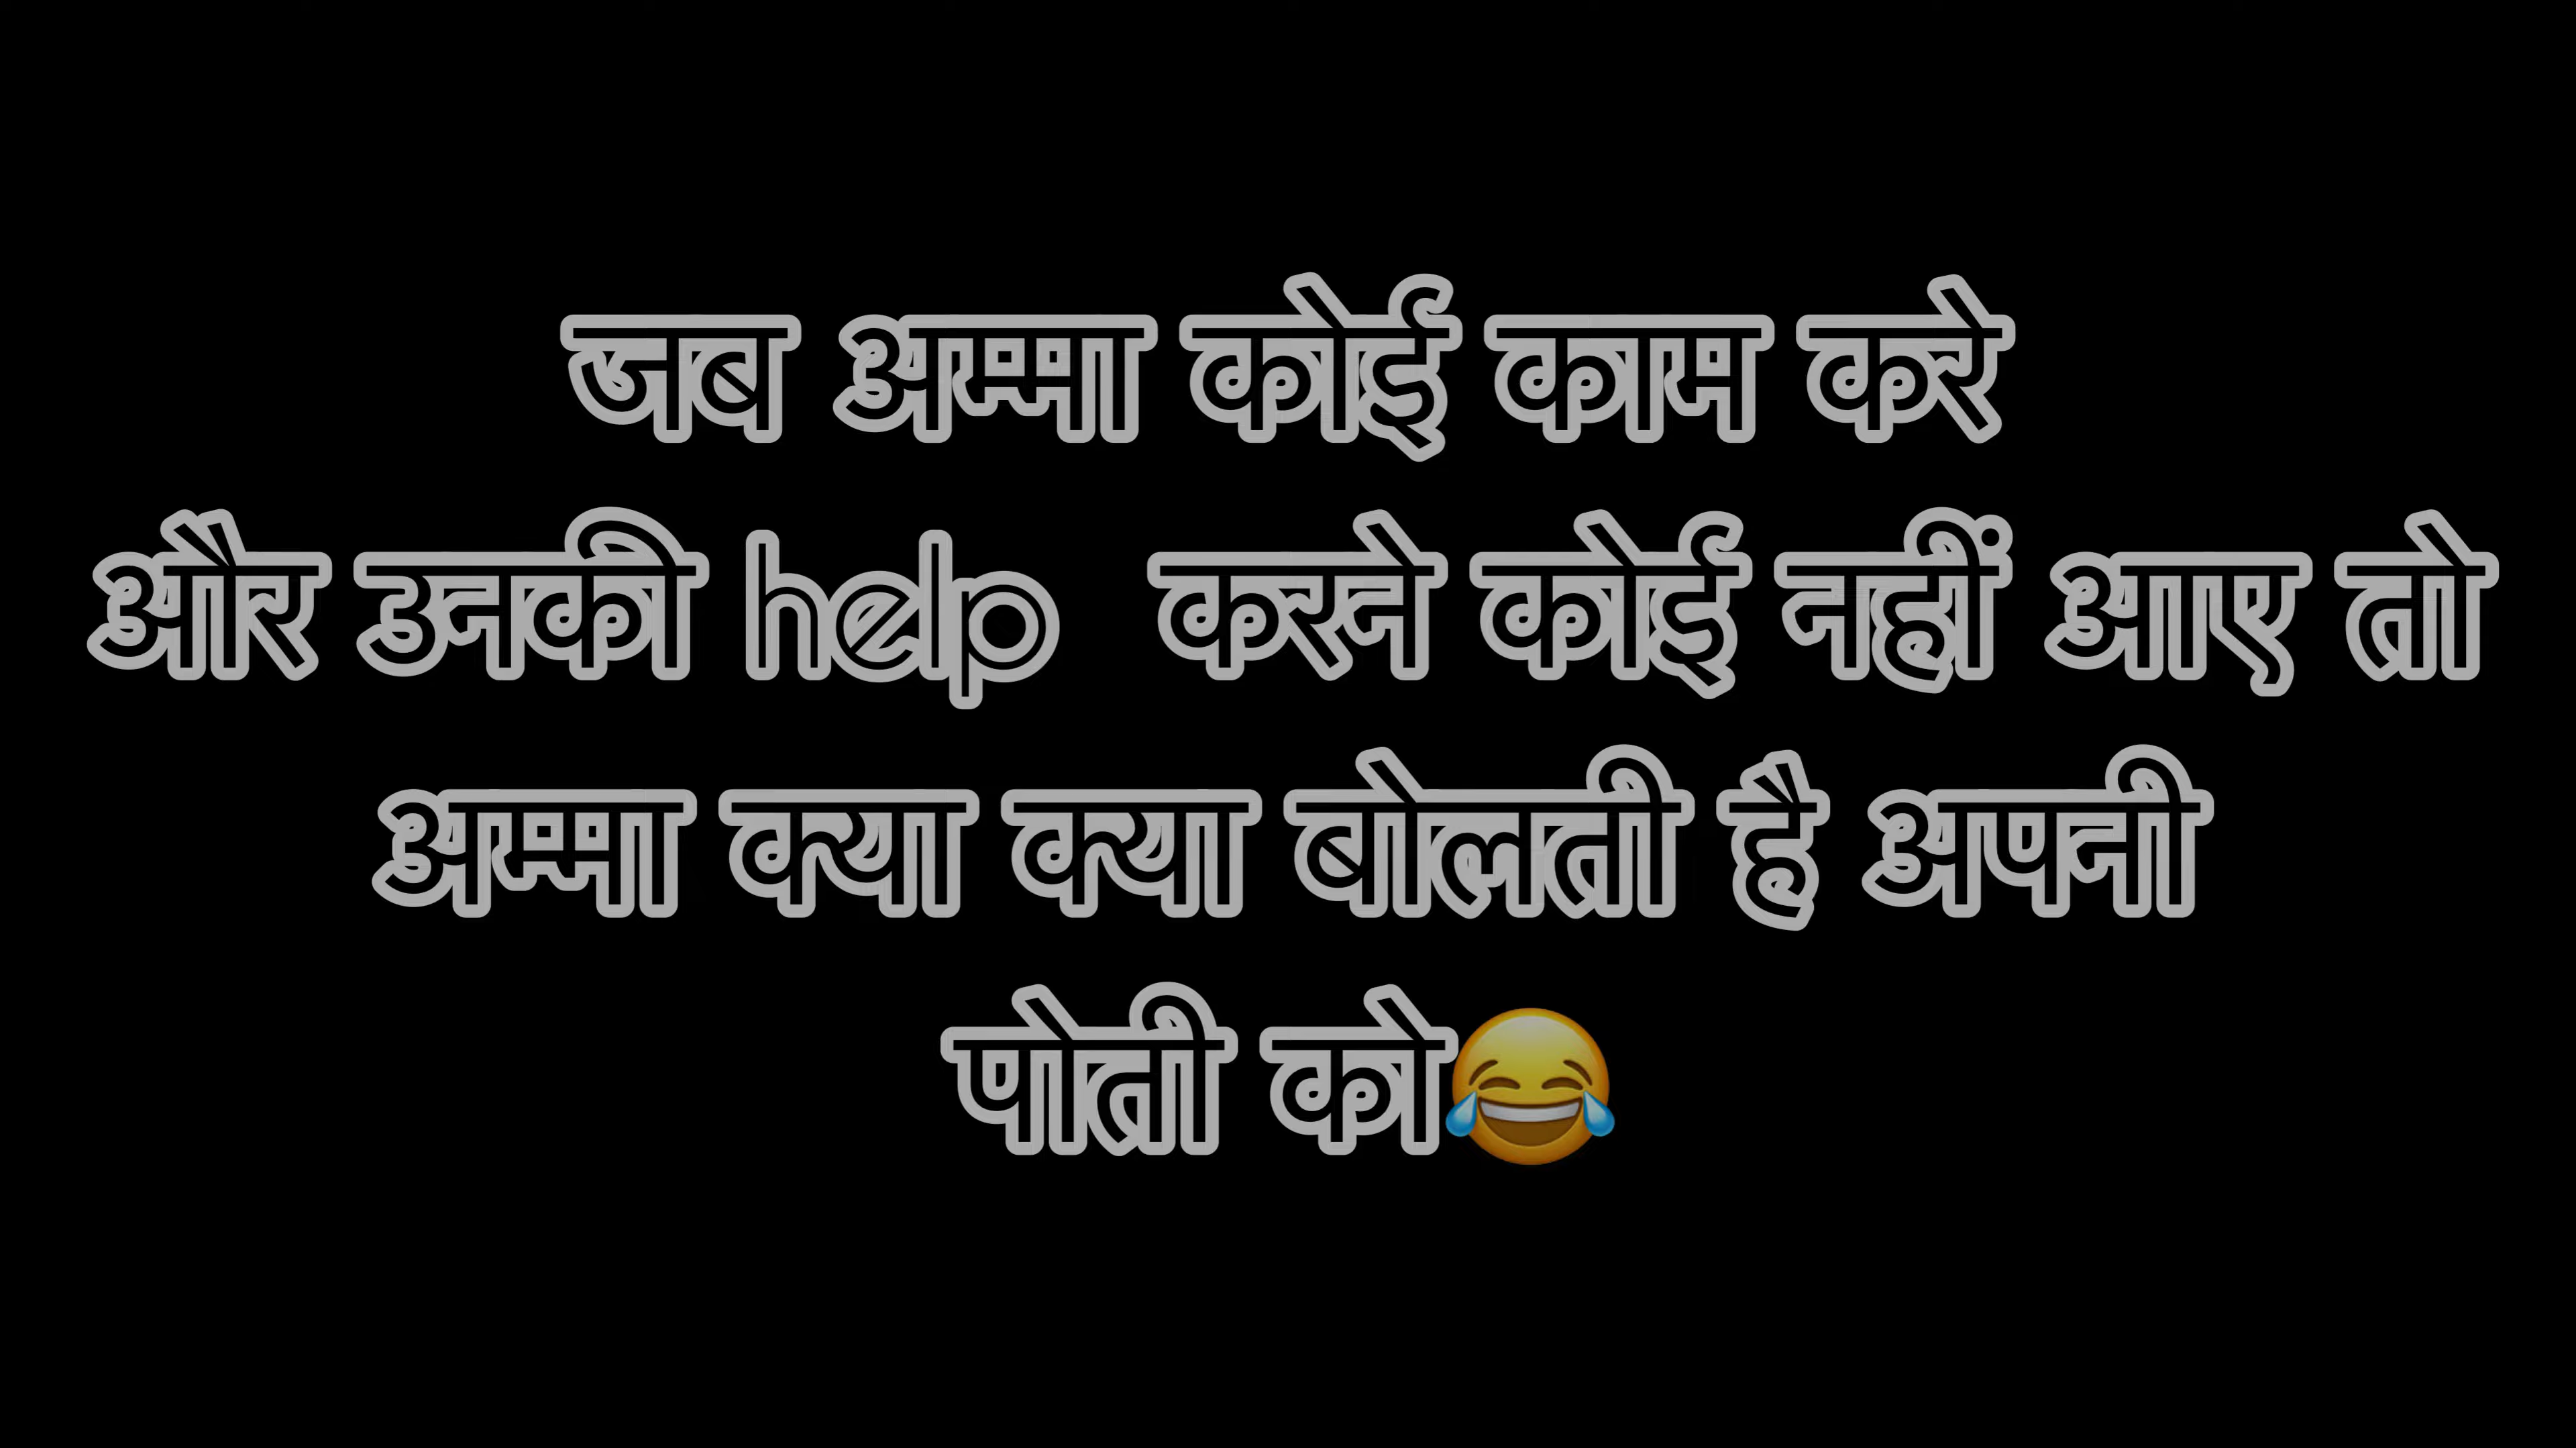 जब अम्मा कोई काम करे
और उनकी help करने कोई नहीं आए तो
अम्मा क्या क्या बोलती है अपनी
पोती को😂